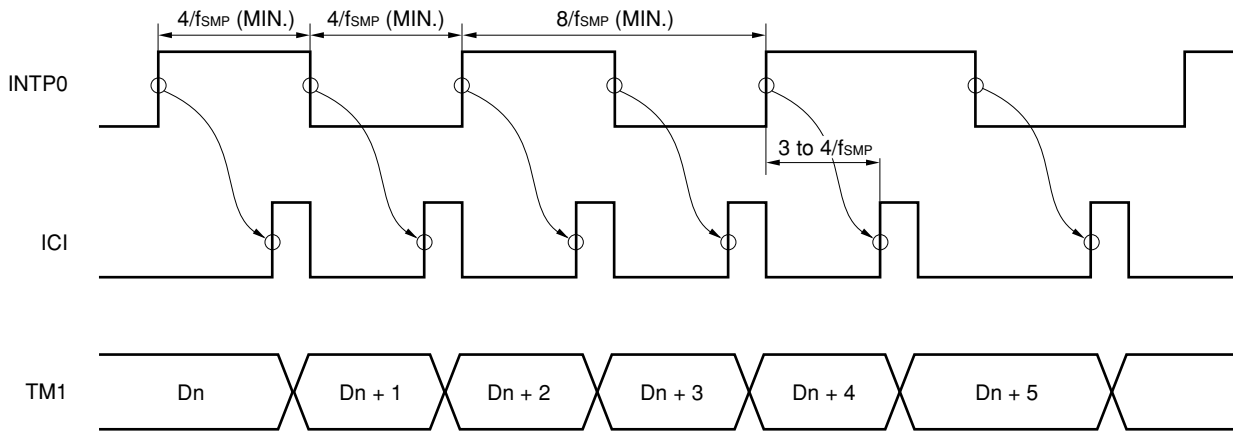 4/fSMP (MIN.) 4/fSMP (MIN.) 8/fSMP (MIN.)
INTP0
3 to 4/fSMP
ICI
TM1 Dn Dn + 1 Dn + 2 Dn + 3 Dn + 4 Dn + 5